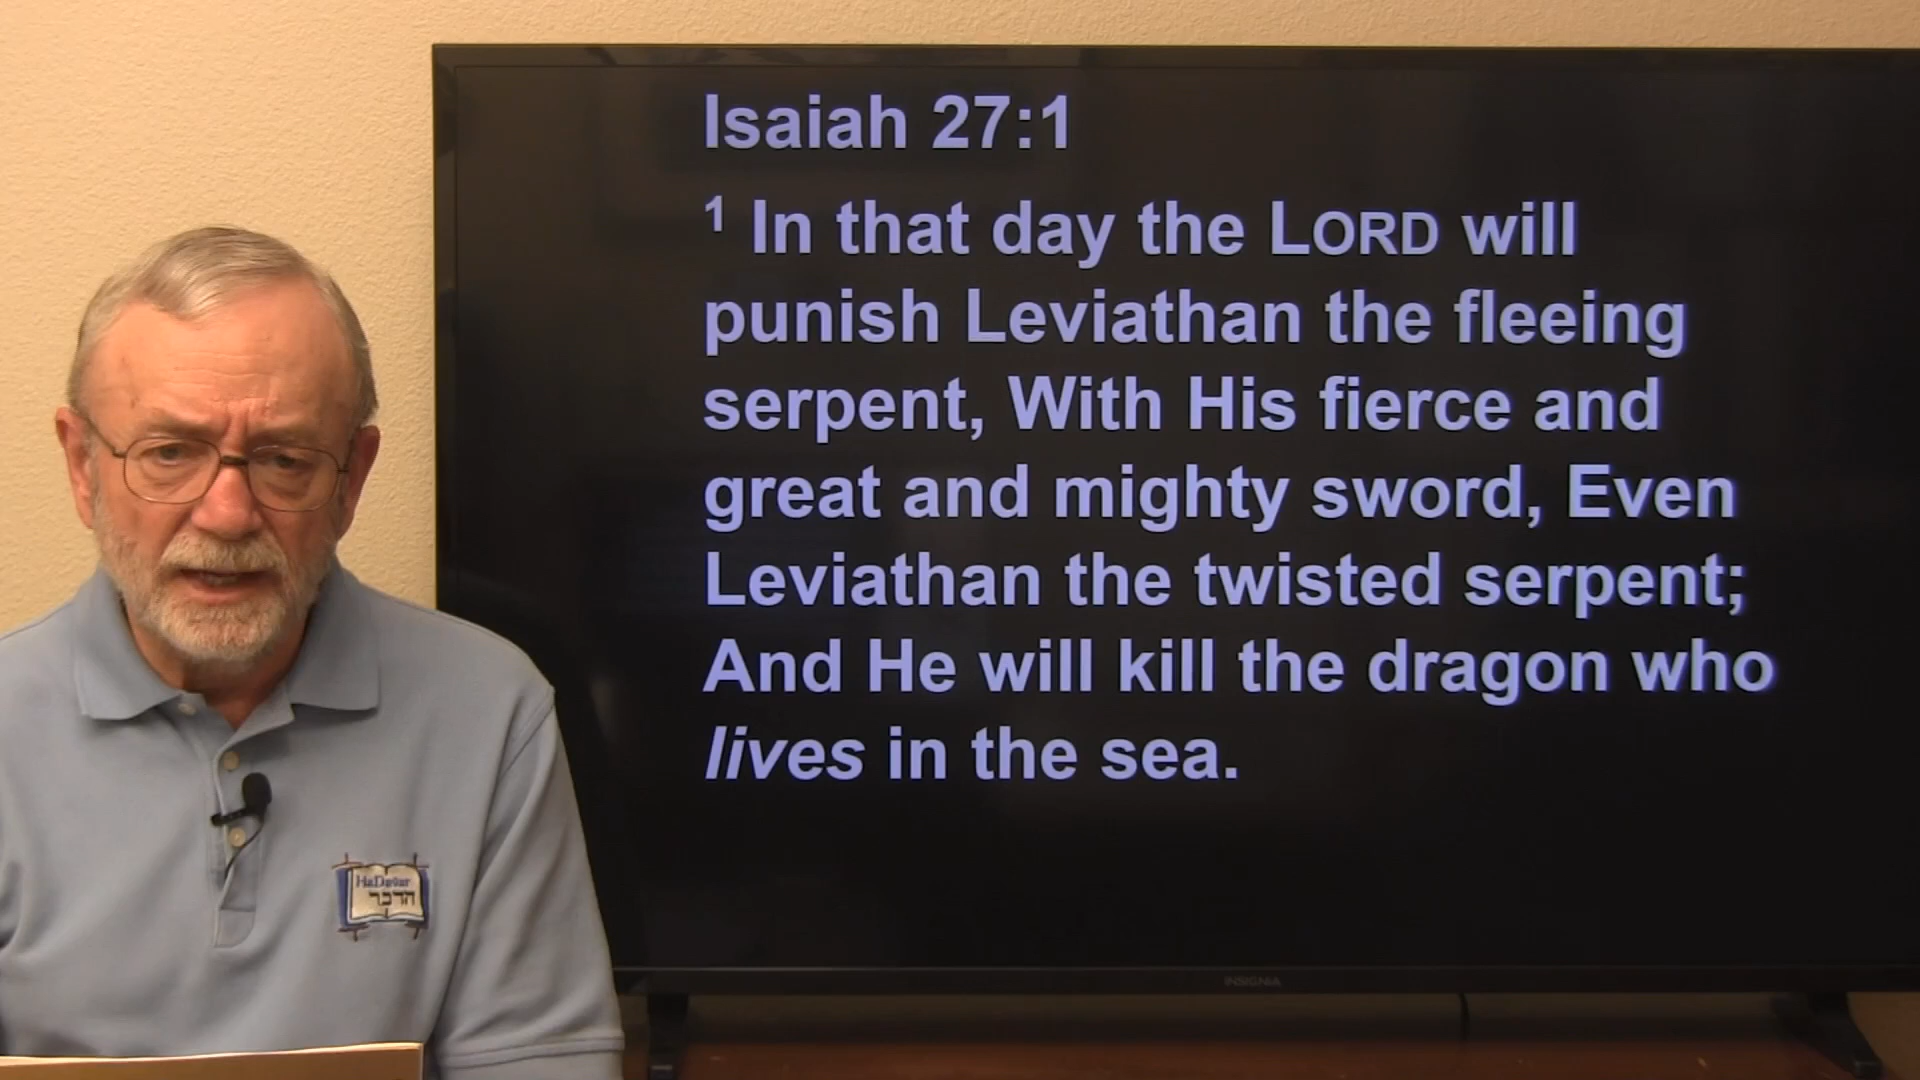 Isaiah 27:1
1 In that day the LORD will
punish Leviathan the fleeing
serpent, With His fierce and
great and mighty sword, Even
Leviathan the twisted serpent;
And He will kill the dragon who
lives in the sea.
HaDavar
הדבר
INSIGNIA